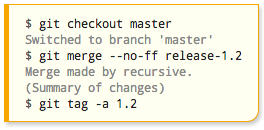 $ git checkout master
Switched to branch 'master'
$ git merge --no-ff release-1.2
Merge made by recursive.
(Summary of changes)
$ git tag -a 1.2